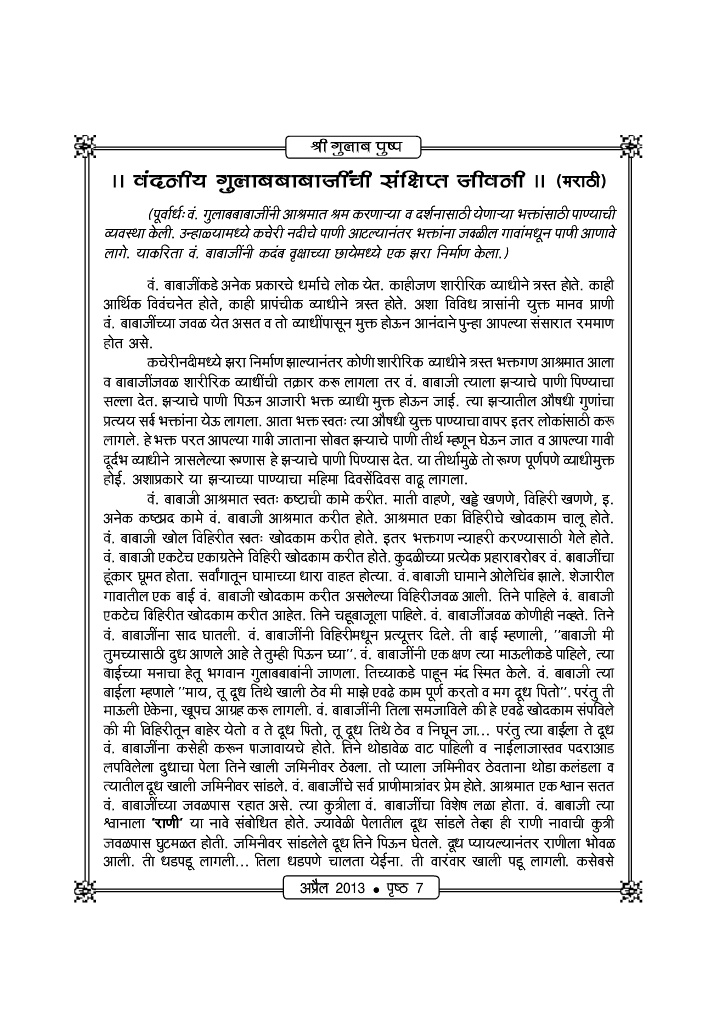 श्री गुलाब पुष्प
।। वंदनीय गुलाबबाबाजींची संक्षिप्त जीवनी ।। (मराठी)
(पूर्वार्धः वं. गुलाबबाबाजींनी आश्रमात श्रम करणाऱ्या व दर्शनासाठी येणाऱ्या भक्तांसाठी पाण्याची
व्यवस्था केली. उन्हाळ्यामध्ये कचेरी नदीचे पाणी आटल्यानंतर भक्तांना जवळील गावांमधून पाणी आणावे
लागे. याकरिता वं. बाबाजींनी कदंब वृक्षाच्या छायेमध्ये एक झरा निर्माण केला.)
वं. बाबाजींकडे अनेक प्रकारचे धर्माचे लोक येत. काहीजण शारीरिक व्याधीने त्रस्त होते. काही
आर्थिक विवंचनेत होते, काही प्रापंचीक व्याधीने त्रस्त होते. अशा विविध त्रासांनी युक्त मानव प्राणी
वं. बाबाजींच्या जवळ येत असत व तो व्याधींपासून मुक्त होऊन आनंदाने पुन्हा आपल्या संसारात रममाण
होत असे.
कचेरीनदीमध्ये झरा निर्माण झाल्यानंतर कोणी शारीरिक व्याधीने त्रस्त भक्तगण आश्रमात आला
व बाबाजींजवळ शारीरिक व्याधींची तक्रार करू लागला तर वं. बाबाजी त्याला झऱ्याचे पाणी पिण्याचा
सल्ला देत. झऱ्याचे पाणी पिऊन आजारी भक्त व्याधी मुक्त होऊन जाई. त्या झऱ्यातील औषधी गुणांचा
प्रत्यय सर्व भक्तांना येऊ लागला. आता भक्त स्वतः त्या औषधी युक्त पाण्याचा वापर इतर लोकांसाठी करू
लागले. हे भक्त परत आपल्या गावी जाताना सोबत झऱ्याचे पाणी तीर्थ म्हणून घेऊन जात व आपल्या गावी
दूर्दभ व्याधीने त्रासलेल्या रूग्णास हे झऱ्याचे पाणी पिण्यास देत. या तीर्थामुळे तो रूग्ण पूर्णपणे व्याधीमुक्त
होई. अशाप्रकारे या झऱ्याच्या पाण्याचा महिमा दिवसेंदिवस वाढू लागला.
वं. बाबाजी आश्रमात स्वतः कष्टाची कामे करीत. माती वाहणे, खड्डे खणणे, विहिरी खणणे, इ.
अनेक कष्टप्रद कामे वं. बाबाजी आश्रमात करीत होते. आश्रमात एका विहिरीचे खोदकाम चालू होते.
वं. बाबाजी खोल विहिरीत स्वतः खोदकाम करीत होते. इतर भक्तगण न्याहरी करण्यासाठी गेले होते.
वं. बाबाजी एकटेच एकाग्रतेने विहिरी खोदकाम करीत होते. कुदळीच्या प्रत्येक प्रहाराबरोबर वं. बाबाजींचा
हूंकार घूमत होता. सर्वांगातून घामाच्या धारा वाहत होत्या. वं. बाबाजी घामाने ओलेचिंब झाले. शेजारील
गावातील एक बाई वं. बाबाजी खोदकाम करीत असलेल्या विहिरीजवळ आली. तिने पाहिले वं. बाबाजी
एकटेच विहिरीत खोदकाम करीत आहेत. तिने चहूबाजूला पाहिले. वं. बाबाजींजवळ कोणीही नव्हते. तिने
वं. बाबाजींना साद घातली. वं. बाबाजींनी विहिरीमधून प्रत्यूत्तर दिले. ती बाई म्हणाली, ''बाबाजी मी
तुमच्यासाठी दुध आणले आहे ते तुम्ही पिऊन घ्या''. वं. बाबाजींनी एक क्षण त्या माऊलीकडे पाहिले, त्या
बाईच्या मनाचा हेतू भगवान गुलाबबाबांनी जाणला. तिच्याकडे पाहून मंद स्मित केले. वं. बाबाजी त्या
बाईला म्हणाले ''माय, तू दूध तिथे खाली ठेव मी माझे एवढे काम पूर्ण करतो व मग दूध पितो''. परंतु ती
माऊली ऐकेना, खूपच आग्रह करू लागली. वं. बाबाजींनी तिला समजाविले की हे एवढे खोदकाम संपविले
की मी विहिरीतून बाहेर येतो व ते दूध पितो, तू दूध तिथे ठेव व निघून जा... परंतु त्या बाईला ते दूध
वं. बाबाजींना कसेही करून पाजावायचे होते. तिने थोडावेळ वाट पाहिली व नाईलाजास्तव पदराआड
लपविलेला दुधाचा पेला तिने खाली जमिनीवर ठेवला. तो प्याला जमिनीवर ठेवताना थोडा कलंडला व
त्यातील दूध खाली जमिनीवर सांडले. वं. बाबाजींचे सर्व प्राणीमात्रांवर प्रेम होते. आश्रमात एक श्वान सतत
वं. बाबाजींच्या जवळपास रहात असे. त्या कुत्रीला वं. बाबाजींचा विशेष लळा होता. वं. बाबाजी त्या
श्वानाला 'राणी' या नावे संबोधित होते. ज्यावेळी पेलातील दूध सांडले तेव्हा ही राणी नावाची कुत्री
जवळपास घुटमळत होती. जमिनीवर सांडलेले दूध तिने पिऊन घेतले. दूध प्यायल्यानंतर राणीला भोवळ
आली. ती धडपडू लागली... तिला धडपणे चालता येईना. ती वारंवार खाली पडू लागली. कसेबसे
अप्रैल 2013 ● पृष्ठ 7